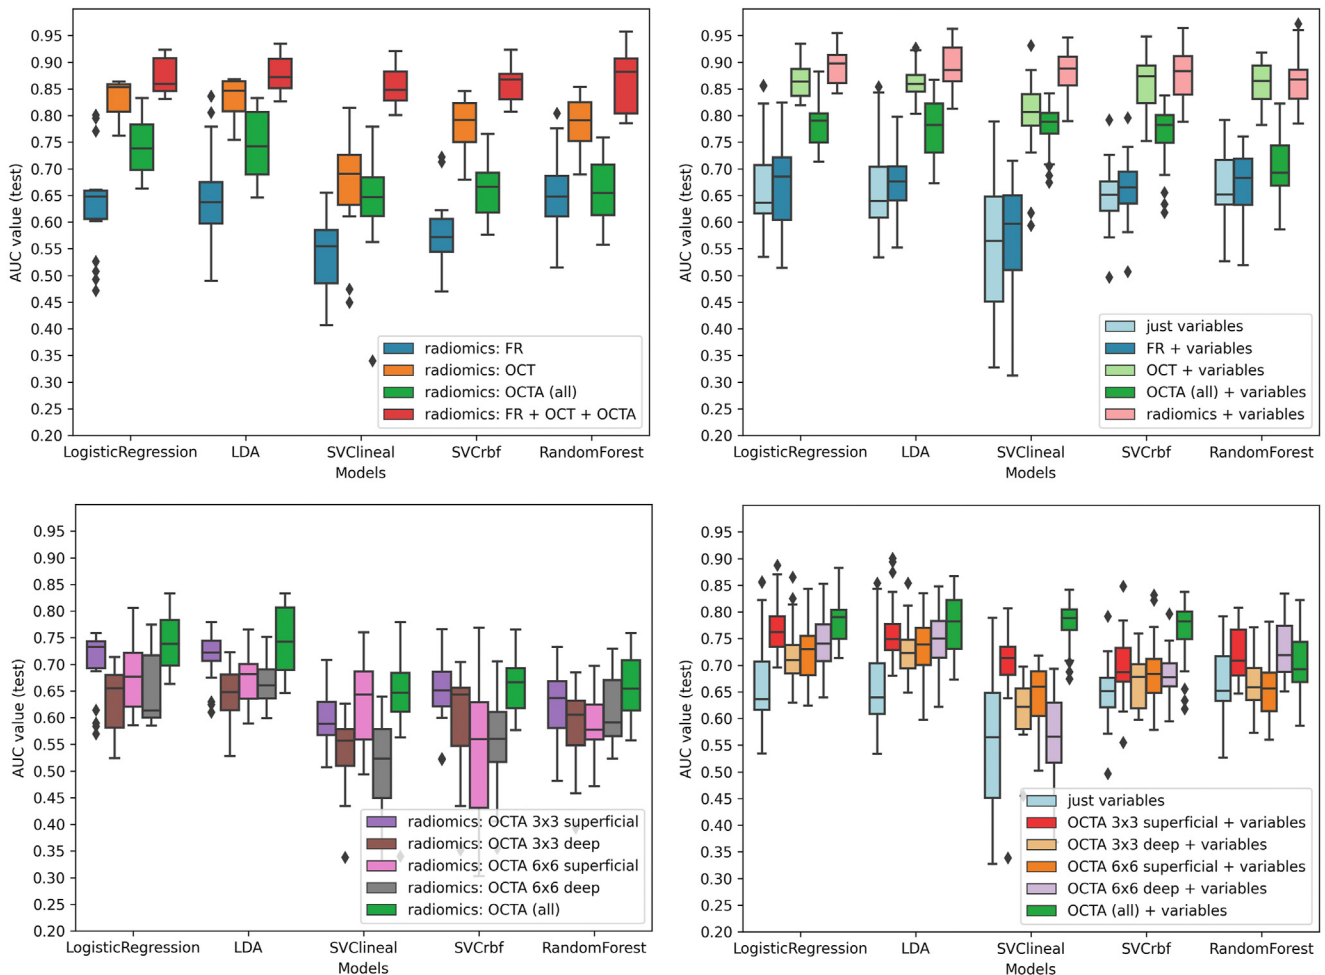 0.95
0.90
0.85
0.80
0.75
0.70
0.65
0.60
0.55
0.50
0.45
0.40
0.35
0.30
0.25
0.20
AUC value (test)
LogisticRegression LDA SVClineal SVCrbf RandomForest
Models
radiomics: FR
radiomics: OCT
radiomics: OCTA (all)
radiomics: FR + OCT + OCTA
0.95
0.90
0.85
0.80
0.75
0.70
0.65
0.60
0.55
0.50
0.45
0.40
0.35
0.30
0.25
0.20
AUC value (test)
LogisticRegression LDA SVClineal SVCrbf RandomForest
Models
just variables
FR + variables
OCT + variables
OCTA (all) + variables
radiomics + variables
0.95
0.90
0.85
0.80
0.75
0.70
0.65
0.60
0.55
0.50
0.45
0.40
0.35
0.30
0.25
0.20
AUC value (test)
LogisticRegression LDA SVClineal SVCrbf RandomForest
Models
radiomics: OCTA 3x3 superficial
radiomics: OCTA 3x3 deep
radiomics: OCTA 6x6 superficial
radiomics: OCTA 6x6 deep
radiomics: OCTA (all)
0.95
0.90
0.85
0.80
0.75
0.70
0.65
0.60
0.55
0.50
0.45
0.40
0.35
0.30
0.25
0.20
AUC value (test)
LogisticRegression LDA SVClineal SVCrbf RandomForest
Models
just variables
OCTA 3x3 superficial + variables
OCTA 3x3 deep + variables
OCTA 6x6 superficial + variables
OCTA 6x6 deep + variables
OCTA (all) + variables